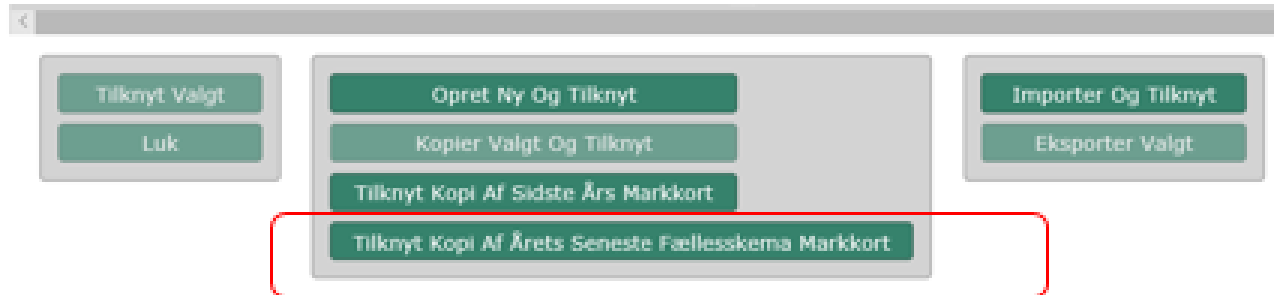 Tilknyt Valgt
Luk
Opret Ny Og Tilknyt
Kopier Valgt Og Tilknyt
Tilknyt Kopi Af Sidste Års Markkort
Tilknyt Kopi Af Årets Seneste Fællesskema Markkort
Importer Og Tilknyt
Eksporter Valgt